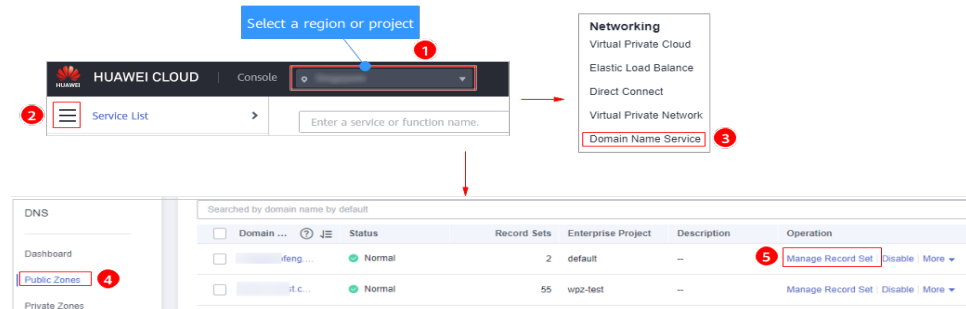 Select a region or project
1
HUAWEI
HUAWEI CLOUD
Console
2
Service List
Enter a service or function name.
Networking
Virtual Private Cloud
Elastic Load Balance
Direct Connect
Virtual Private Network
Domain Name Service
3
DNS
Dashboard
Public Zones
4
Private Zones
Searched by domain name by default
Domain ... ? Status Record Sets Enterprise Project Description Operation
feng.... Normal 2 default -- 5 Manage Record Set Disable More
st.c... Normal 55 wpz-test -- Manage Record Set Disable More